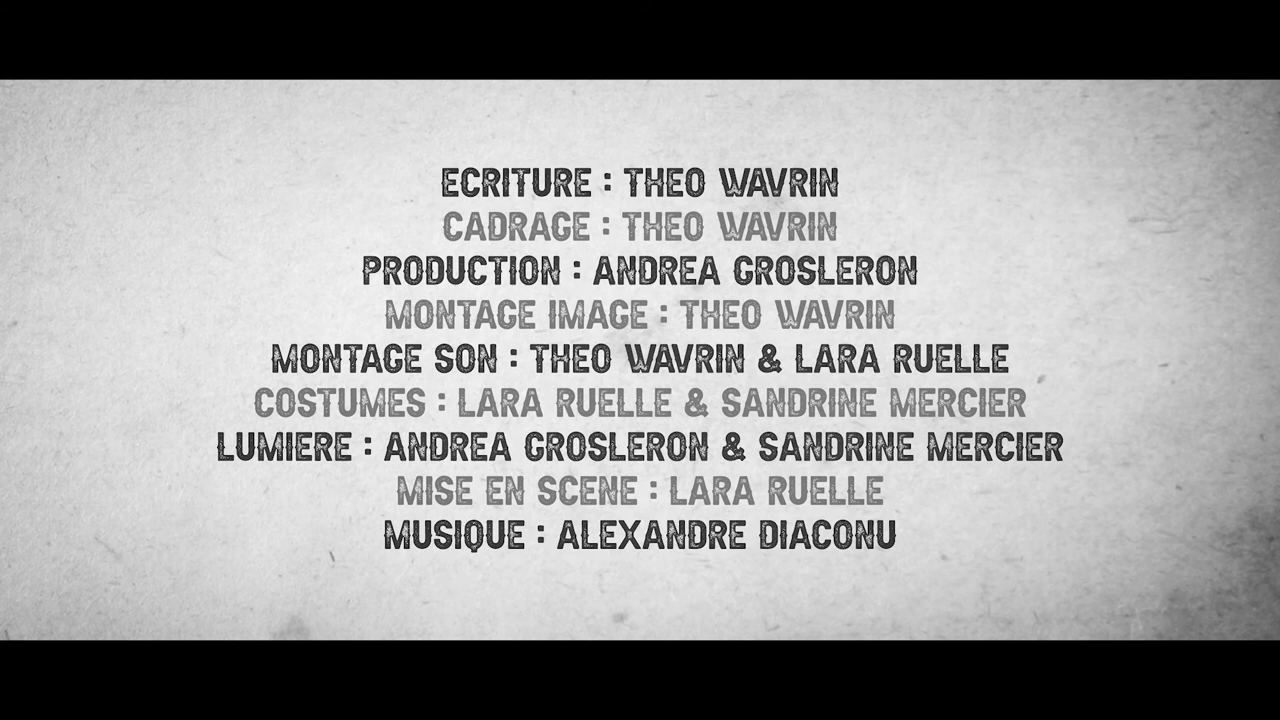 ECRITURE : THEO WAVRIN
CADRAGE : THEO WAVRIN
PRODUCTION : ANDREA GROSLERON
MONTAGE IMAGE : THEO WAVRIN
MONTAGE SON : THEO WAVRIN & LARA RUELLE
COSTUMES : LARA RUELLE & SANDRINE MERCIER
LUMIERE : ANDREA GROSLERON & SANDRINE MERCIER
MISE EN SCENE : LARA RUELLE
MUSIQUE : ALEXANDRE DIACONU